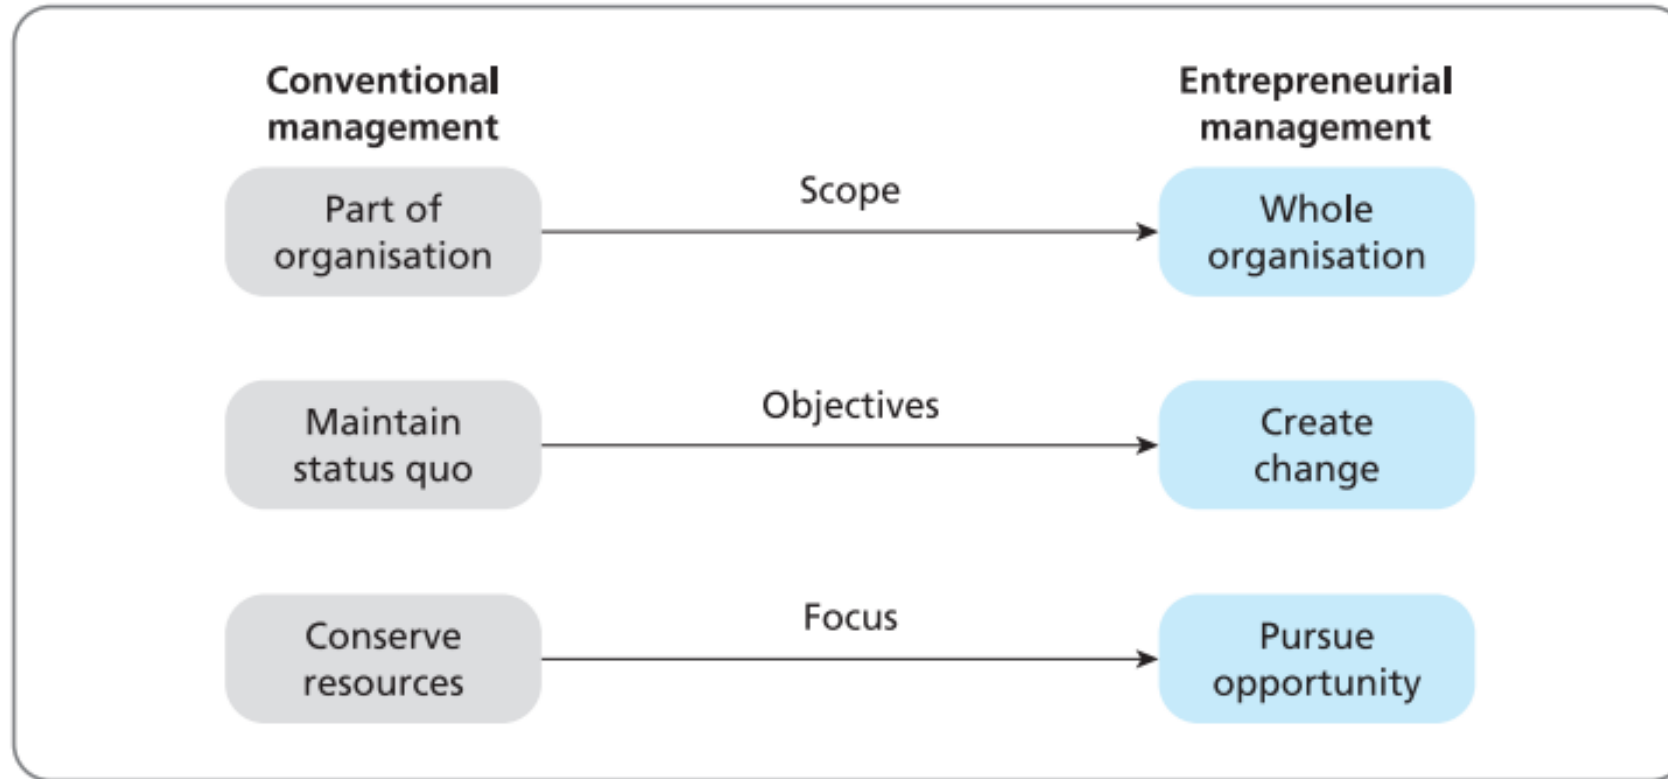 Conventional
management
Entrepreneurial
management
Part of
organisation
Scope
Whole
organisation
Maintain
status quo
Objectives
Create
change
Conserve
resources
Focus
Pursue
opportunity